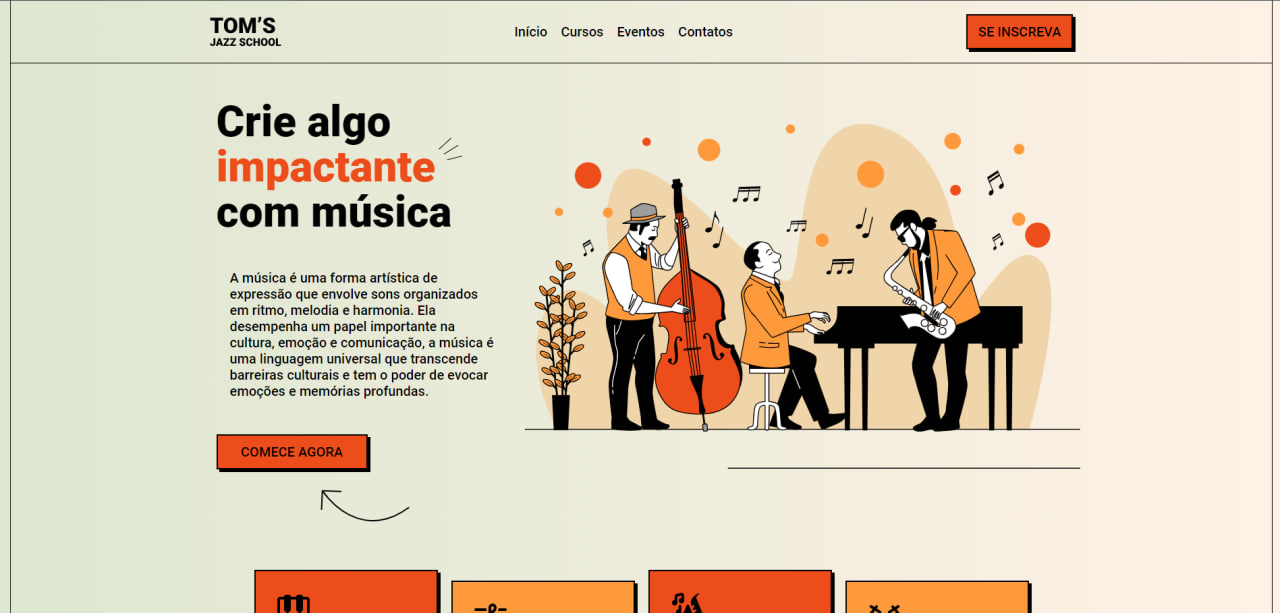 TOM'S
JAZZ SCHOOL
Início Cursos Eventos Contatos
SE INSCREVA
Crie algo
impactante
com música
A música é uma forma artística de
expressão que envolve sons organizados
em ritmo, melodia e harmonia. Ela
desempenha um papel importante na
cultura, emoção e comunicação, a música é
uma linguagem universal que transcende
barreiras culturais e tem o poder de evocar
emoções e memórias profundas.
COMECE AGORA